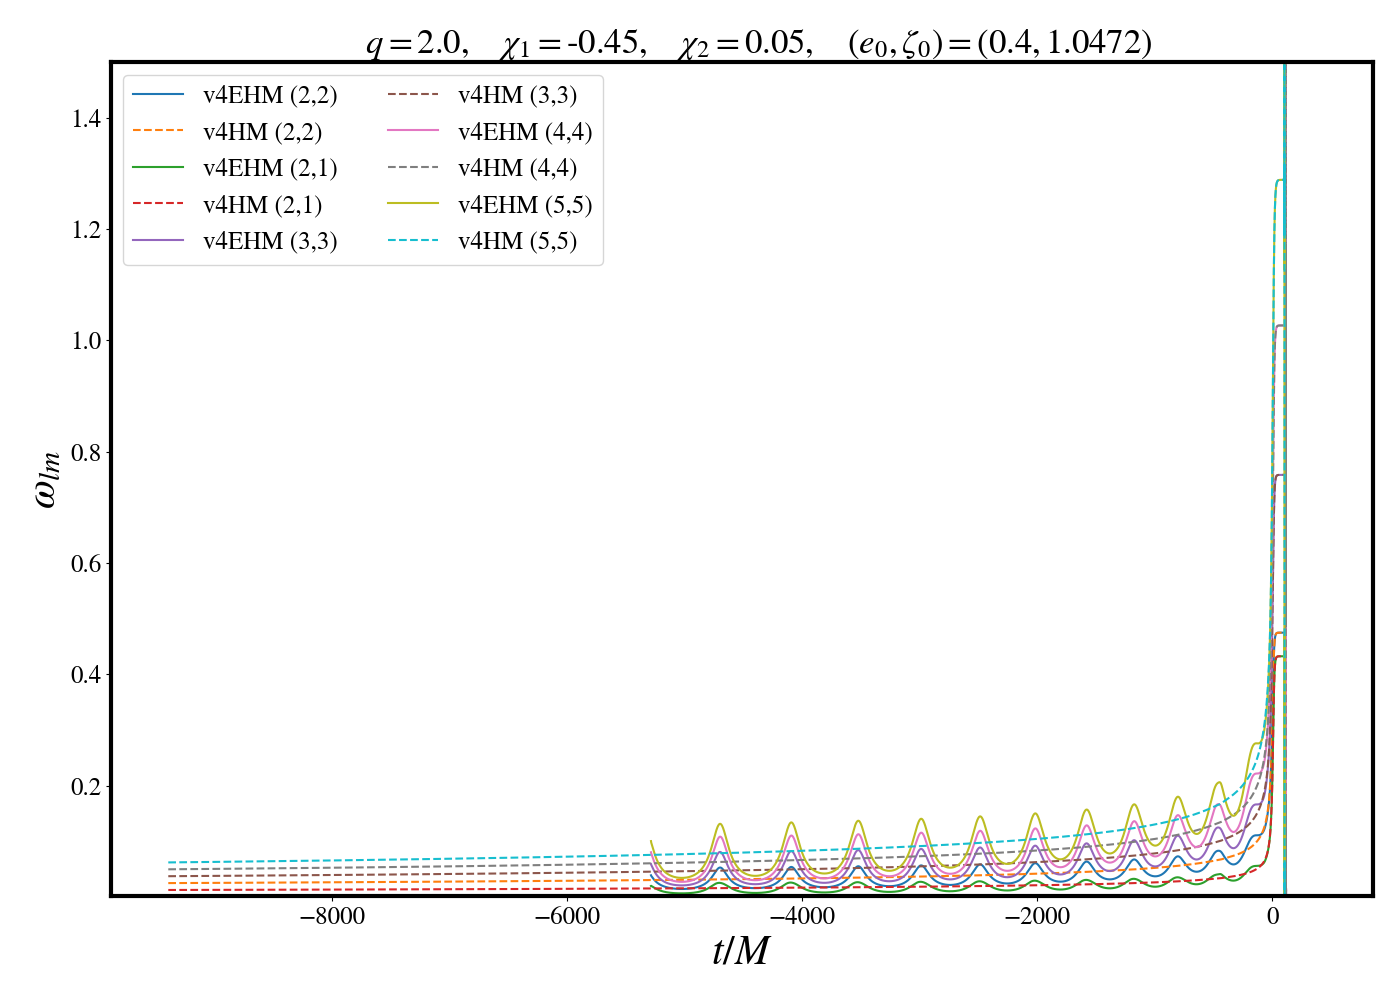 q = 2.0, χ₁ = -0.45, χ₂ = 0.05, (e₀, ζ₀) = (0.4, 1.0472)
v4EHM (2,2)
v4HM (2,2)
v4EHM (2,1)
v4HM (2,1)
v4EHM (3,3)
v4HM (3,3)
v4EHM (4,4)
v4HM (4,4)
v4EHM (5,5)
v4HM (5,5)
ω_{lm}
1.4
1.2
1.0
0.8
0.6
0.4
0.2
−8000
−6000
−4000
−2000
0
t/M